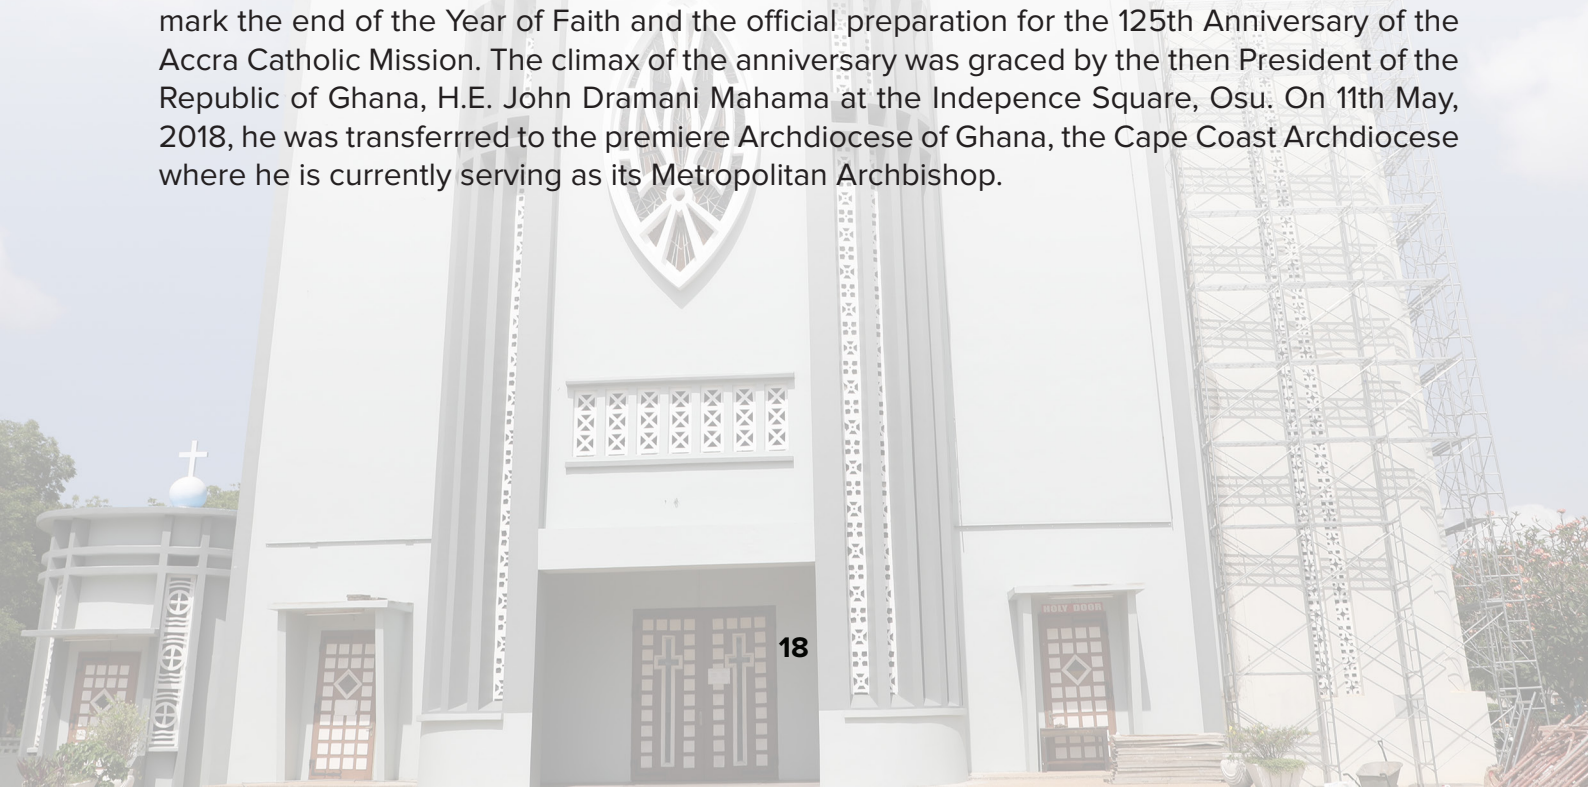 mark the end of the Year of Faith and the official preparation for the 125th Anniversary of the
Accra Catholic Mission. The climax of the anniversary was graced by the then President of the
Republic of Ghana, H.E. John Dramani Mahama at the Indepence Square, Osu. On 11th May,
2018, he was transferrred to the premiere Archdiocese of Ghana, the Cape Coast Archdiocese
where he is currently serving as its Metropolitan Archbishop.
HOLY DOOR
18